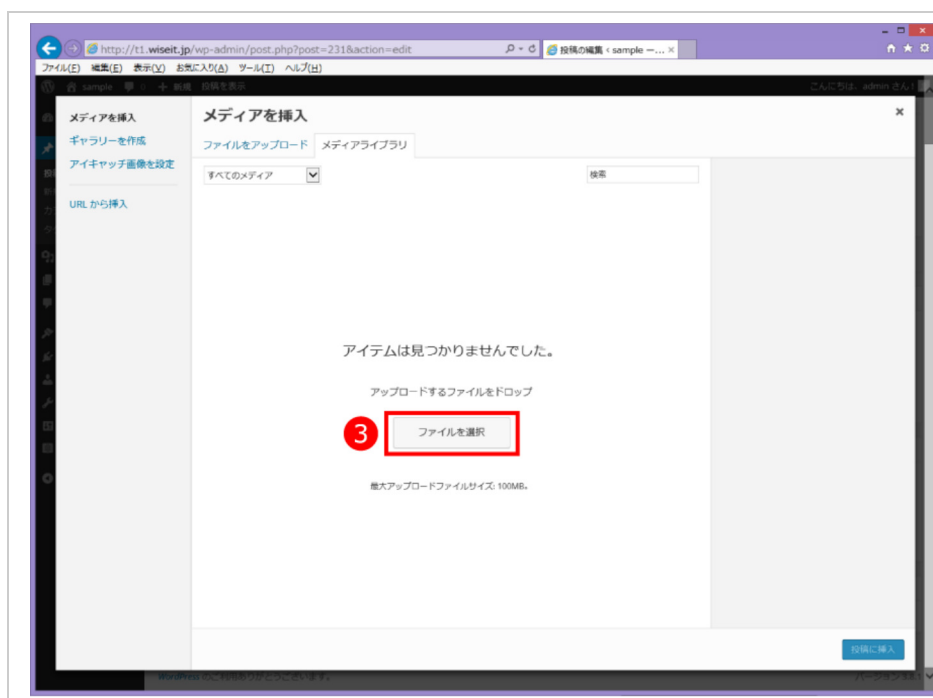 http://t1.wiseit.jp/wp-admin/post.php?post=231&action=edit
投稿の編集 ‹ sample —... ×
ファイル(F) 編集(E) 表示(V) お気に入り(A) ツール(T) ヘルプ(H)
sample 0 + 新規 投稿を表示
こんにちは、admin さん!
メディアを挿入
ギャラリーを作成
アイキャッチ画像を設定
URL から挿入
メディアを挿入
×
ファイルをアップロード メディアライブラリ
すべてのメディア
検索
アイテムは見つかりませんでした。
アップロードするファイルをドロップ
3 ファイルを選択
最大アップロードファイルサイズ: 100MB。
投稿に挿入
WordPress のご利用ありがとうございます。